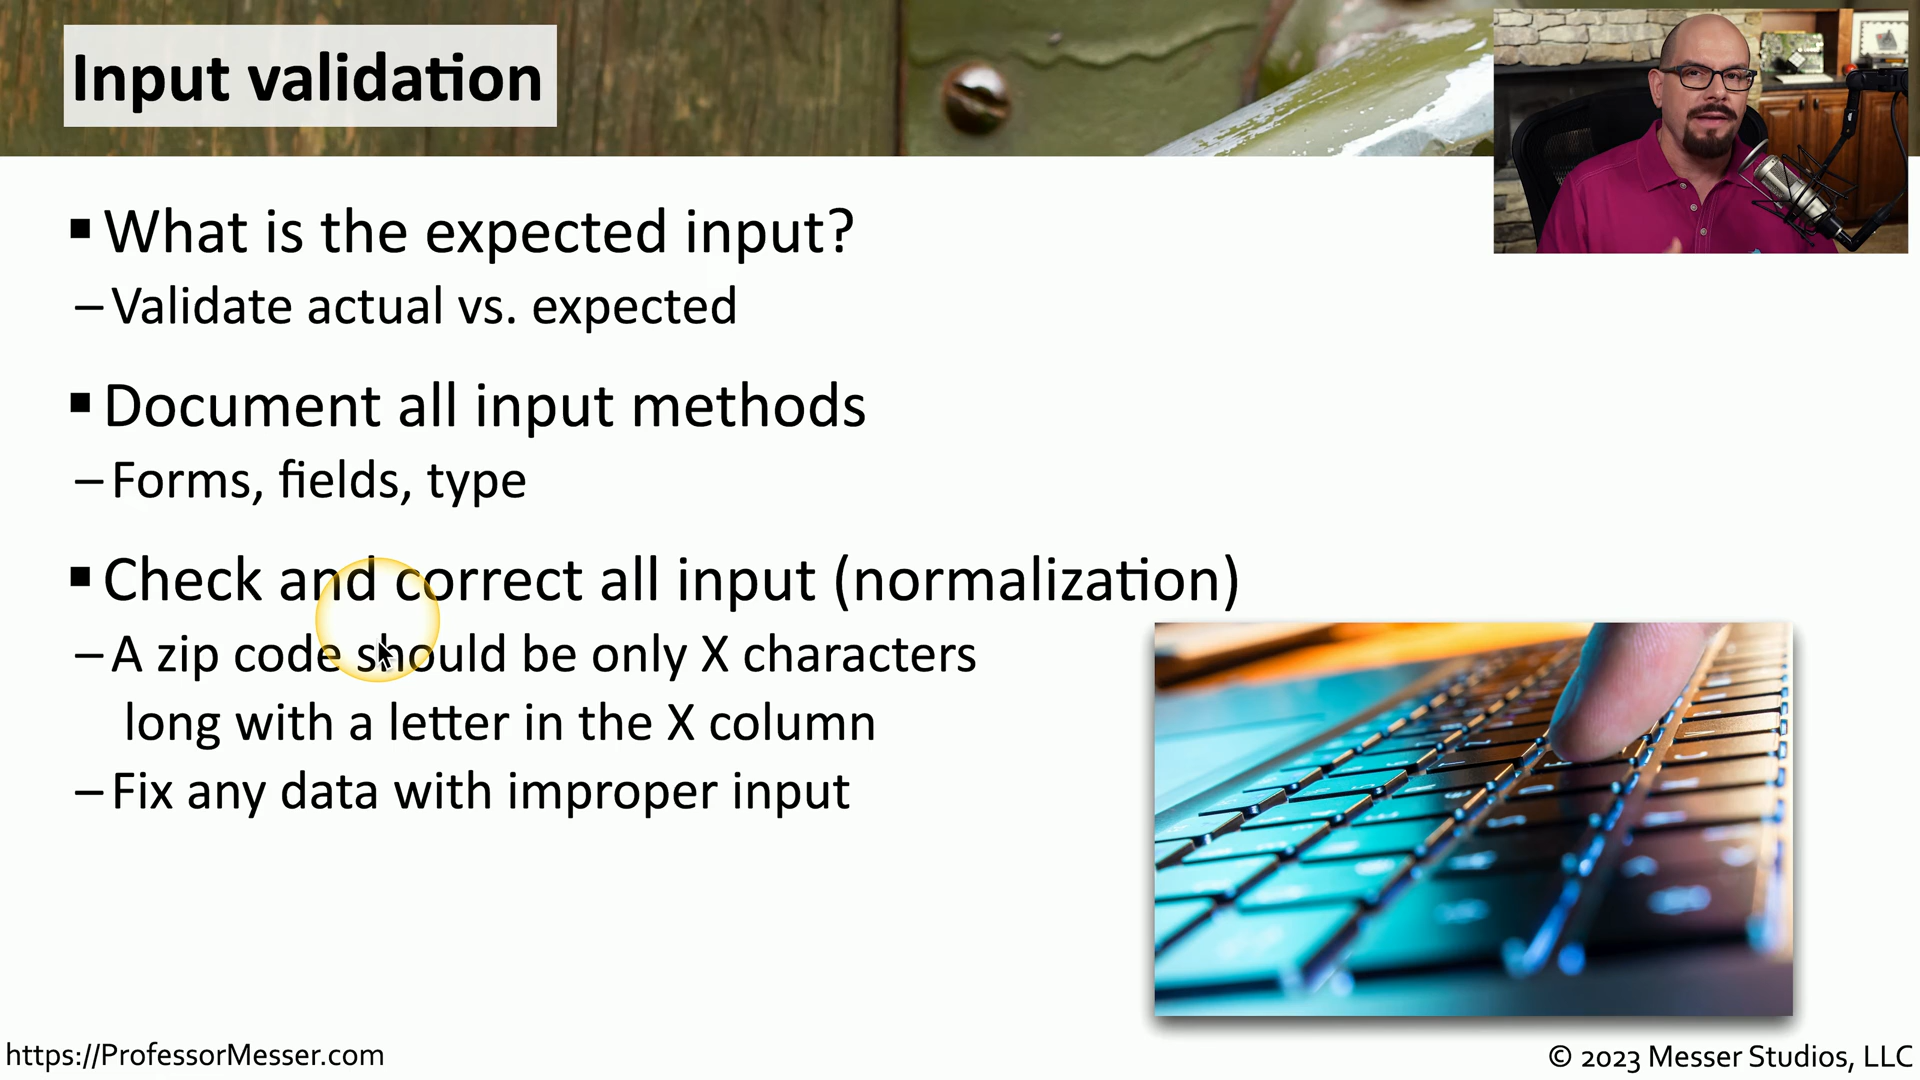 Input validation
▪ What is the expected input?
– Validate actual vs. expected
▪ Document all input methods
– Forms, fields, type
▪ Check and correct all input (normalization)
– A zip code should be only X characters
long with a letter in the X column
– Fix any data with improper input
https://ProfessorMesser.com
© 2023 Messer Studios, LLC